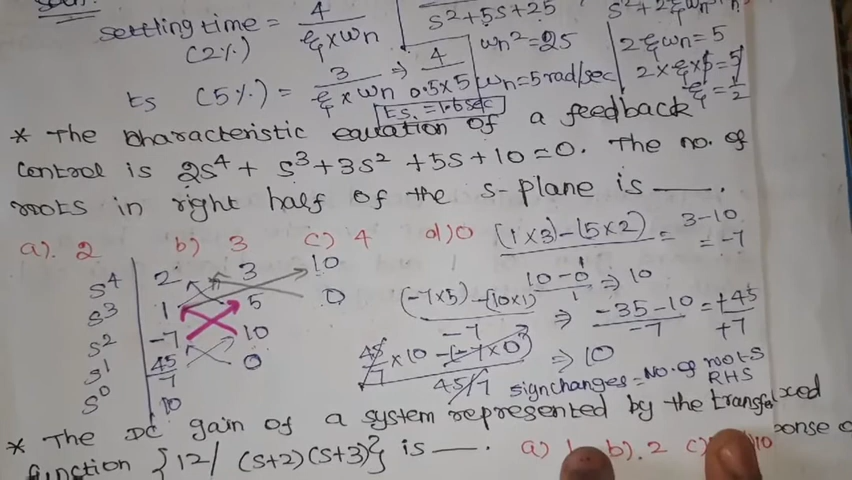 settling time = 4 / ξ × ωn
(2%)
s²+5s+25
ωn² = 25
2ξωn = 5
ts (5%) = 3 / ξ × ωn ⇒ 4 / 0.5×5
ωn = 5 rad/sec
2×ξ×5 = 5
ξ = 1/2
ts = 1.6 sec
* The characteristic equation of a feedback
control is 2s⁴ + s³ + 3s² + 5s + 10 = 0. The no. of
roots in right half of the s-plane is ___.
a). 2 b) 3 c) 4 d) 0
(1×3)−(5×2) / 1 = 3−10 = −7
s⁴ 2 3 10
s³ 1 5 0
s² −7 10
s¹ 45/7 0
s⁰ 10
10−0 / 1 ⇒ 10
(−7×5)−(10×1) / −7 ⇒ −35−10 / −7 = +45 / +7
45/7 ×10 −(−7×0) / 45/7 ⇒ 10
sign changes = No. of roots
RHS
* The DC gain of a system represented by the transfer
function {12/ (s+2)(s+3)} is ___. a) b). 2 c) 10